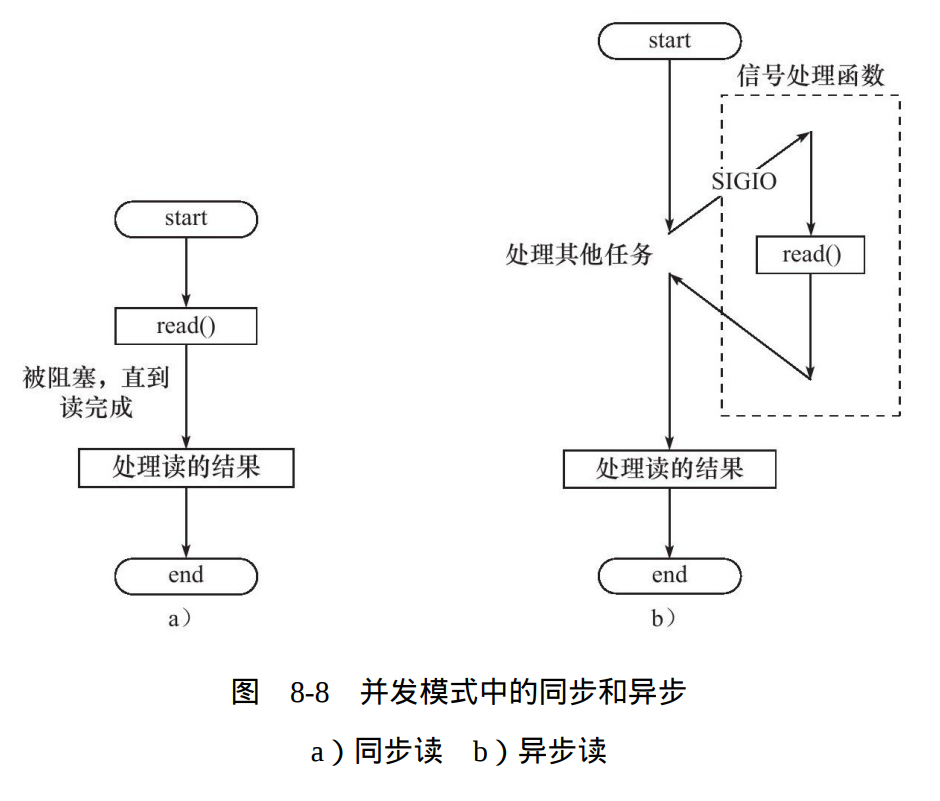 start
read()
被阻塞，直到
读完成
处理读的结果
end
a）
start
信号处理函数
SIGIO
处理其他任务
read()
处理读的结果
end
b）
图 8-8 并发模式中的同步和异步
a）同步读 b）异步读